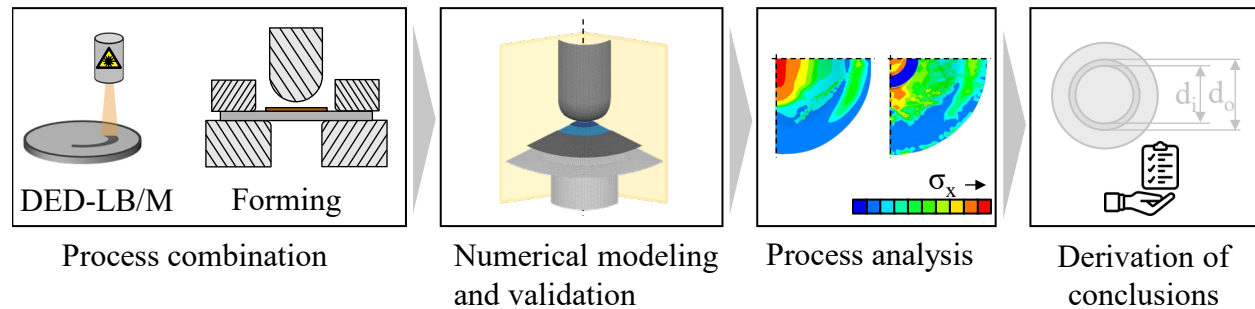 DED-LB/M
Forming
σx
di
do
Process combination
Numerical modeling
and validation
Process analysis
Derivation of
conclusions